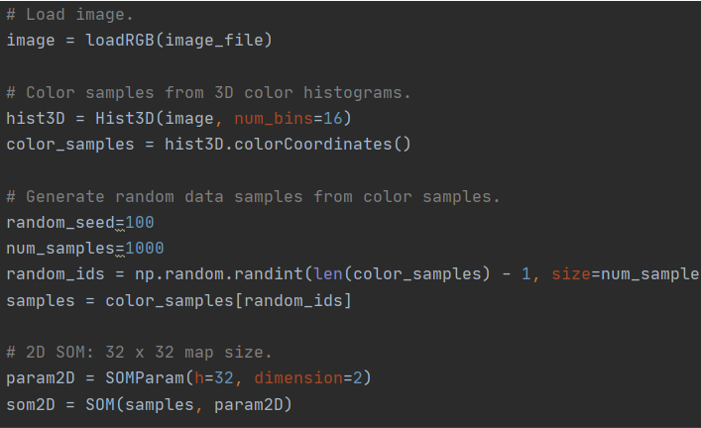 # Load image.
image = loadRGB(image_file)
# Color samples from 3D color histograms.
hist3D = Hist3D(image, num_bins=16)
color_samples = hist3D.colorCoordinates()
# Generate random data samples from color samples.
random_seed=100
num_samples=1000
random_ids = np.random.randint(len(color_samples) - 1, size=num_sample
samples = color_samples[random_ids]
# 2D SOM: 32 x 32 map size.
param2D = SOMParam(h=32, dimension=2)
som2D = SOM(samples, param2D)